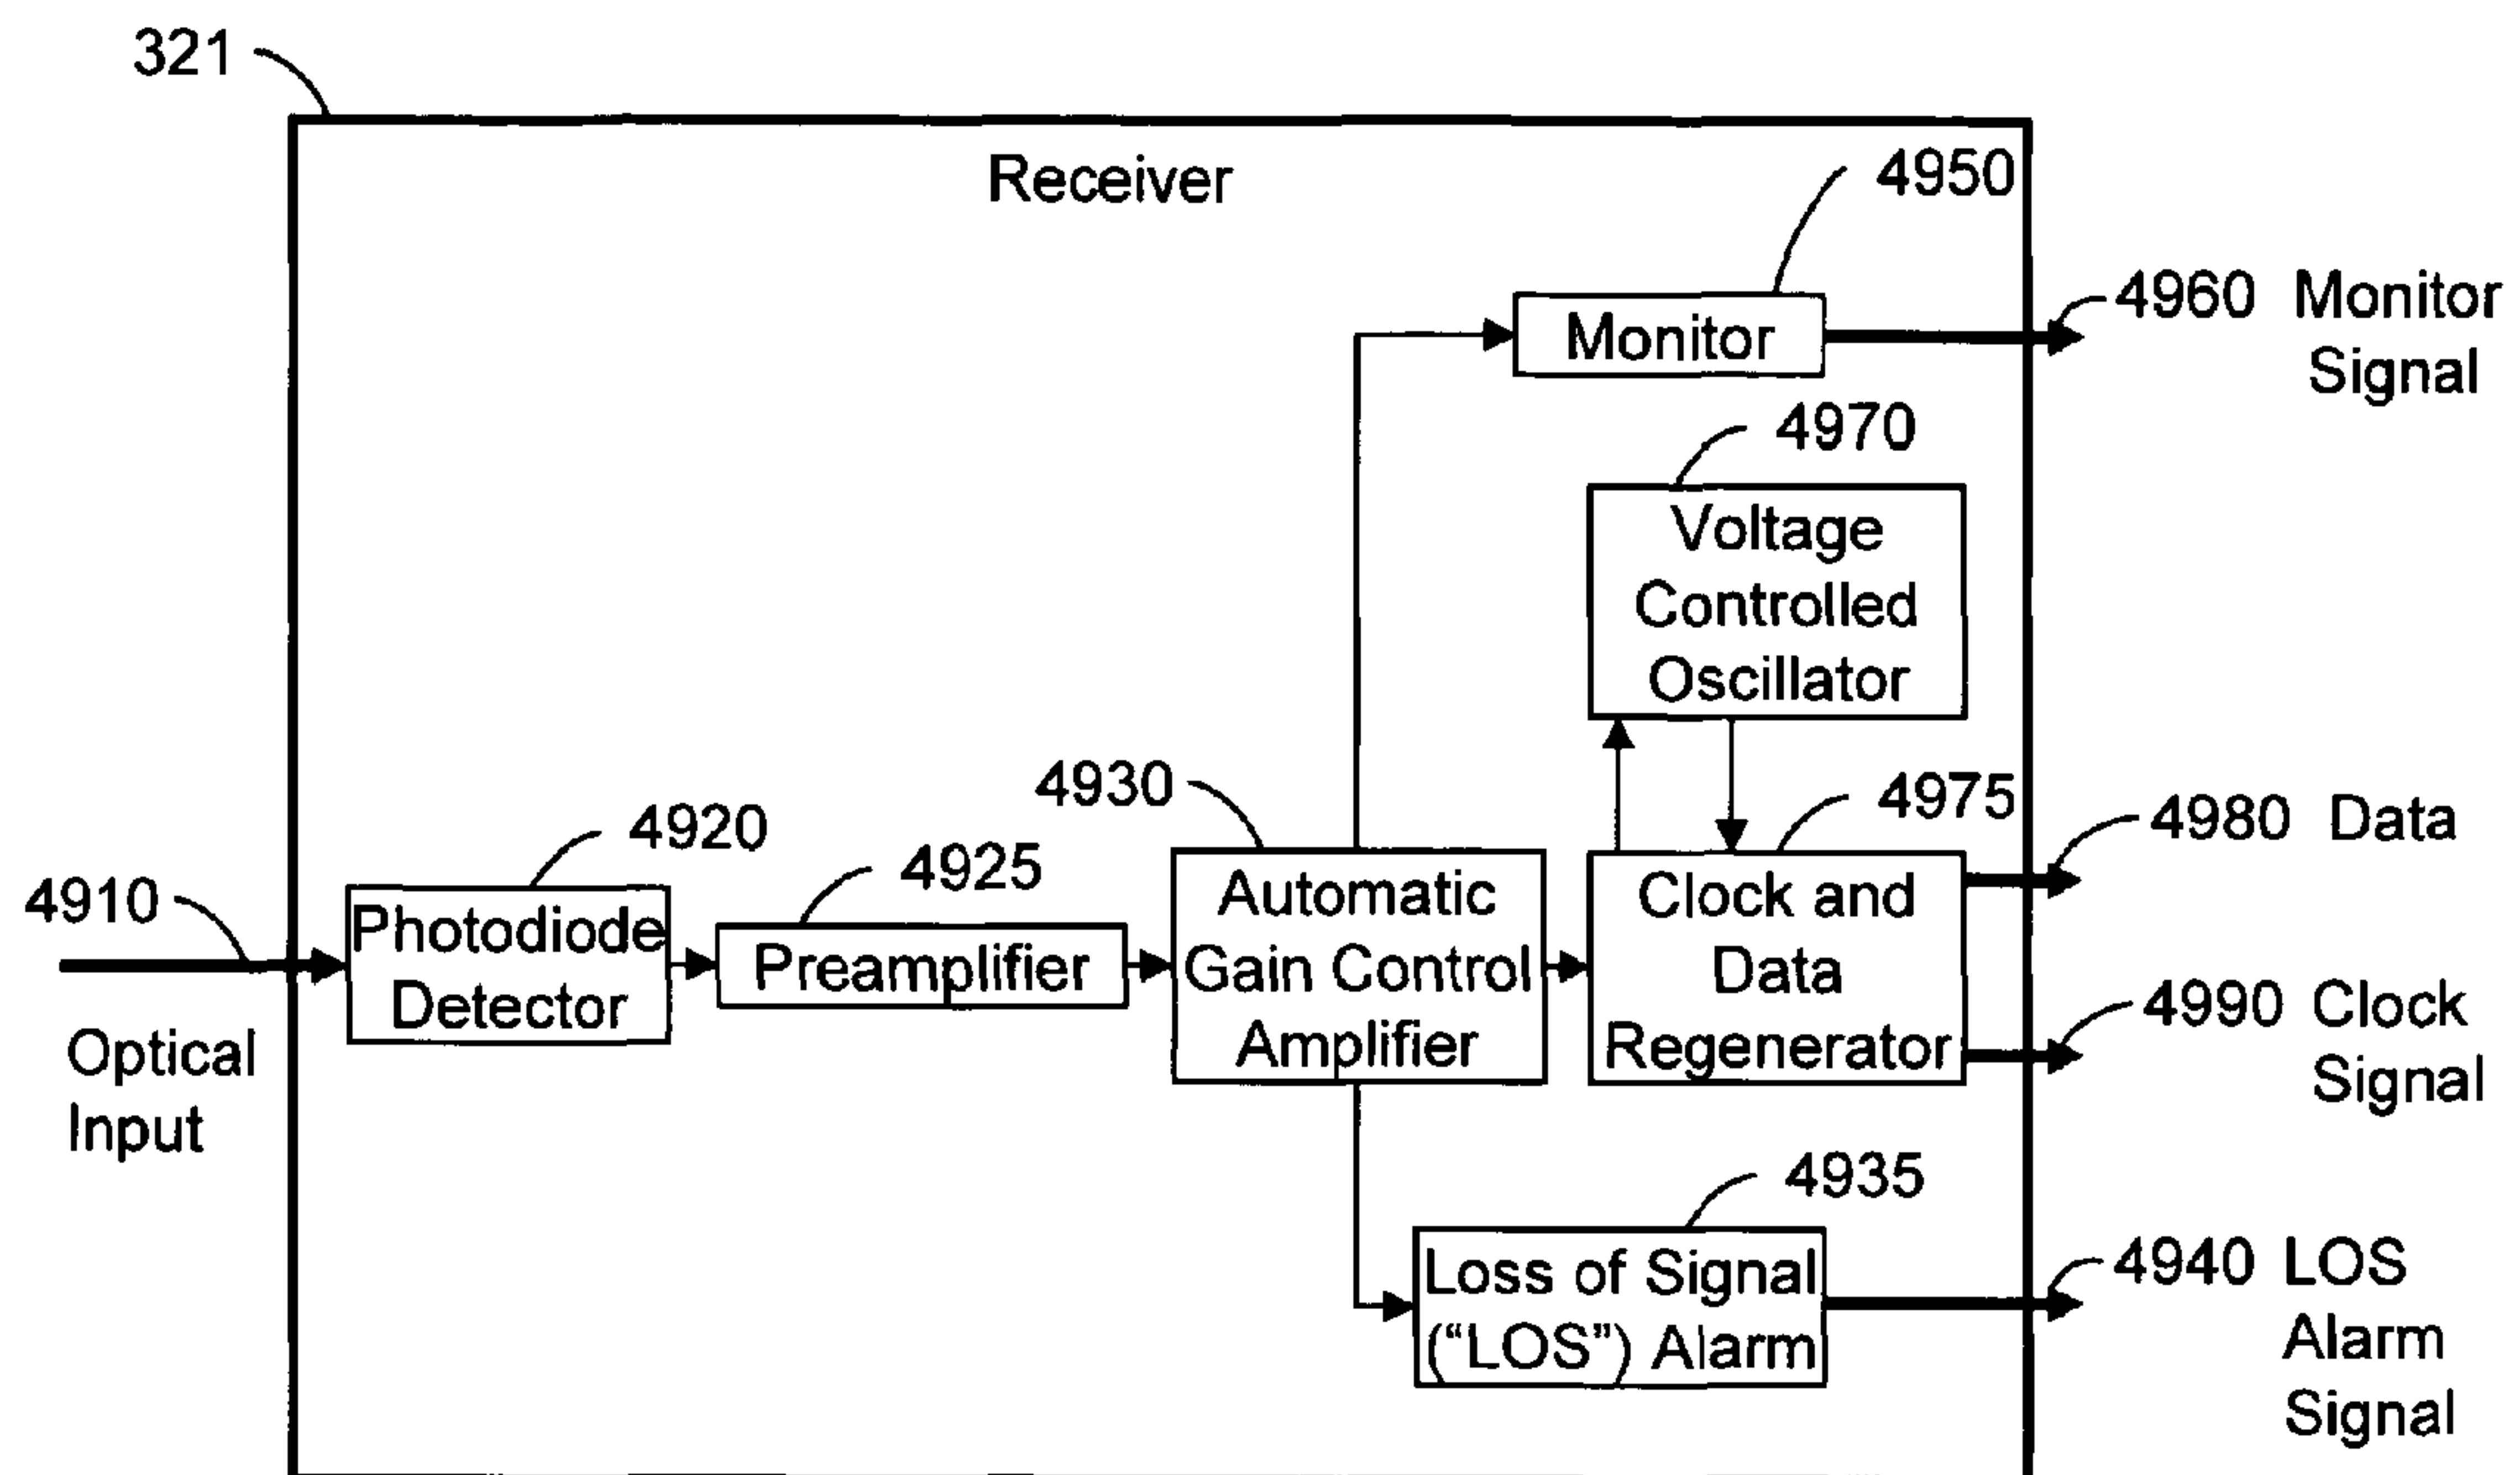 321
Receiver
4950
Monitor
4960 Monitor
Signal
4970
Voltage
Controlled
Oscillator
4930
4975
4980 Data
4920
4925
4910
Photodiode
Detector
Preamplifier
Automatic
Gain Control
Amplifier
Clock and
Data
Regenerator
4990 Clock
Signal
Optical
Input
4935
Loss of Signal
(“LOS”) Alarm
4940 LOS
Alarm
Signal